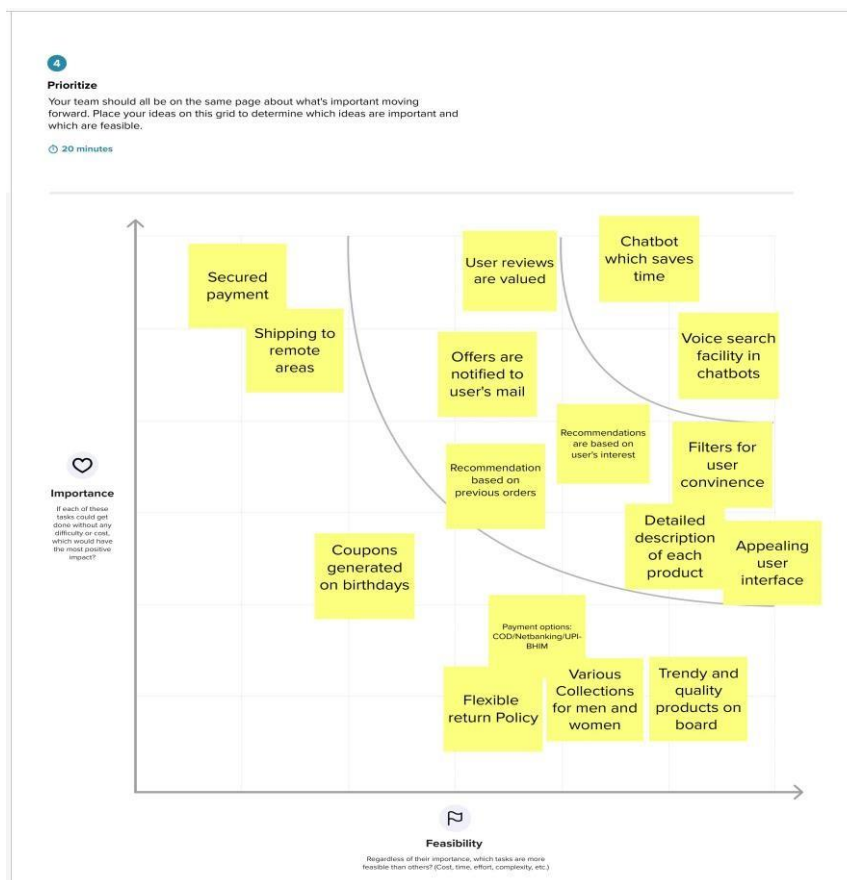 4
Prioritize
Your team should all be on the same page about what's important moving
forward. Place your ideas on this grid to determine which ideas are important and
which are feasible.
20 minutes
Secured
payment
Shipping to
remote
areas
User reviews
are valued
Chatbot
which saves
time
Offers are
notified to
user's mail
Voice search
facility in
chatbots
Recommendation
based on
previous orders
Recommendations
are based on
user's interest
Filters for
user
convinence
Detailed
description
of each
product
Appealing
user
interface
Coupons
generated
on birthdays
Payment options:
COD/Netbanking/UPI-
BHIM
Flexible
return Policy
Various
Collections
for men and
women
Trendy and
quality
products on
board
Importance
If each of these
tasks could get
done without any
difficulty or cost,
which would have
the most positive
impact?
Feasibility
Regardless of their importance, which tasks are more
feasible than others? (Cost, time, effort, complexity, etc.)